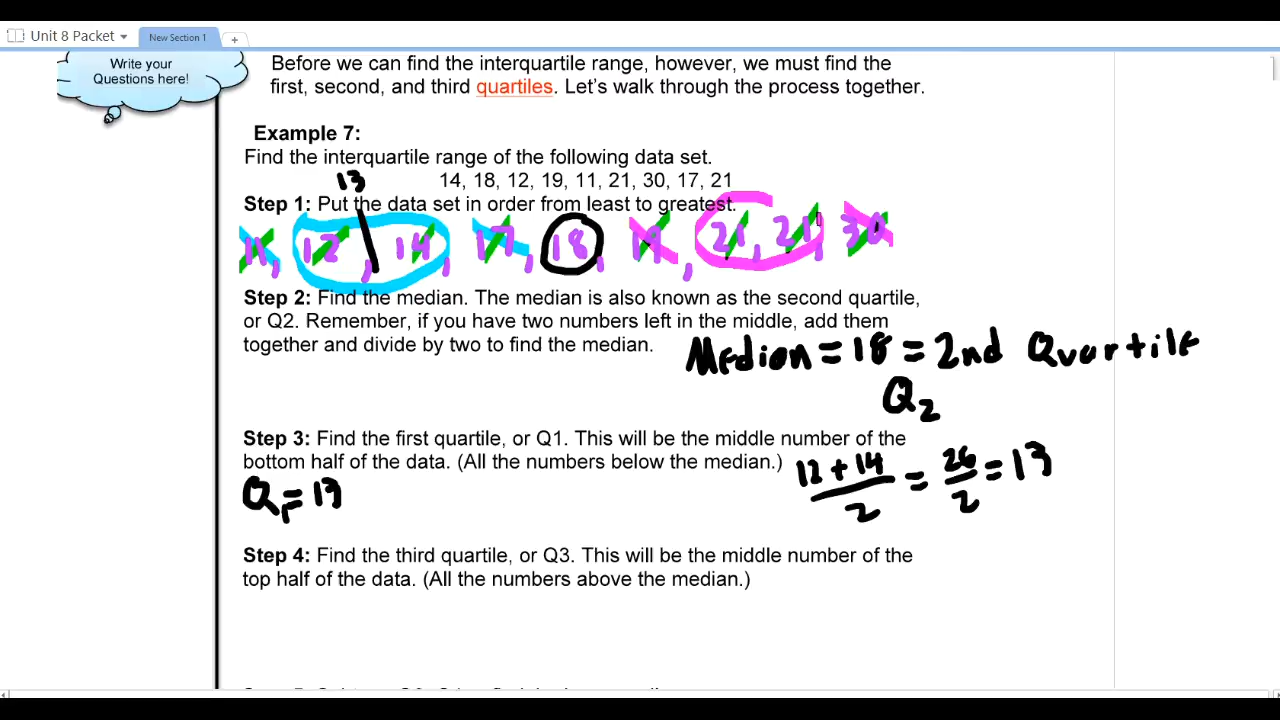 Unit 8 Packet
New Section 1
+
Write your
Questions here!
Before we can find the interquartile range, however, we must find the
first, second, and third quartiles. Let's walk through the process together.
Example 7:
Find the interquartile range of the following data set.
13
14, 18, 12, 19, 11, 21, 30, 17, 21
Step 1: Put the data set in order from least to greatest.
11, 12, 14, 17, 18, 19, 21, 21, 30
Step 2: Find the median. The median is also known as the second quartile,
or Q2. Remember, if you have two numbers left in the middle, add them
together and divide by two to find the median.
Median = 18 = 2nd Quartile
Q2
Step 3: Find the first quartile, or Q1. This will be the middle number of the
bottom half of the data. (All the numbers below the median.)
12 + 14 / 2 = 26 / 2 = 13
Q1 = 13
Step 4: Find the third quartile, or Q3. This will be the middle number of the
top half of the data. (All the numbers above the median.)